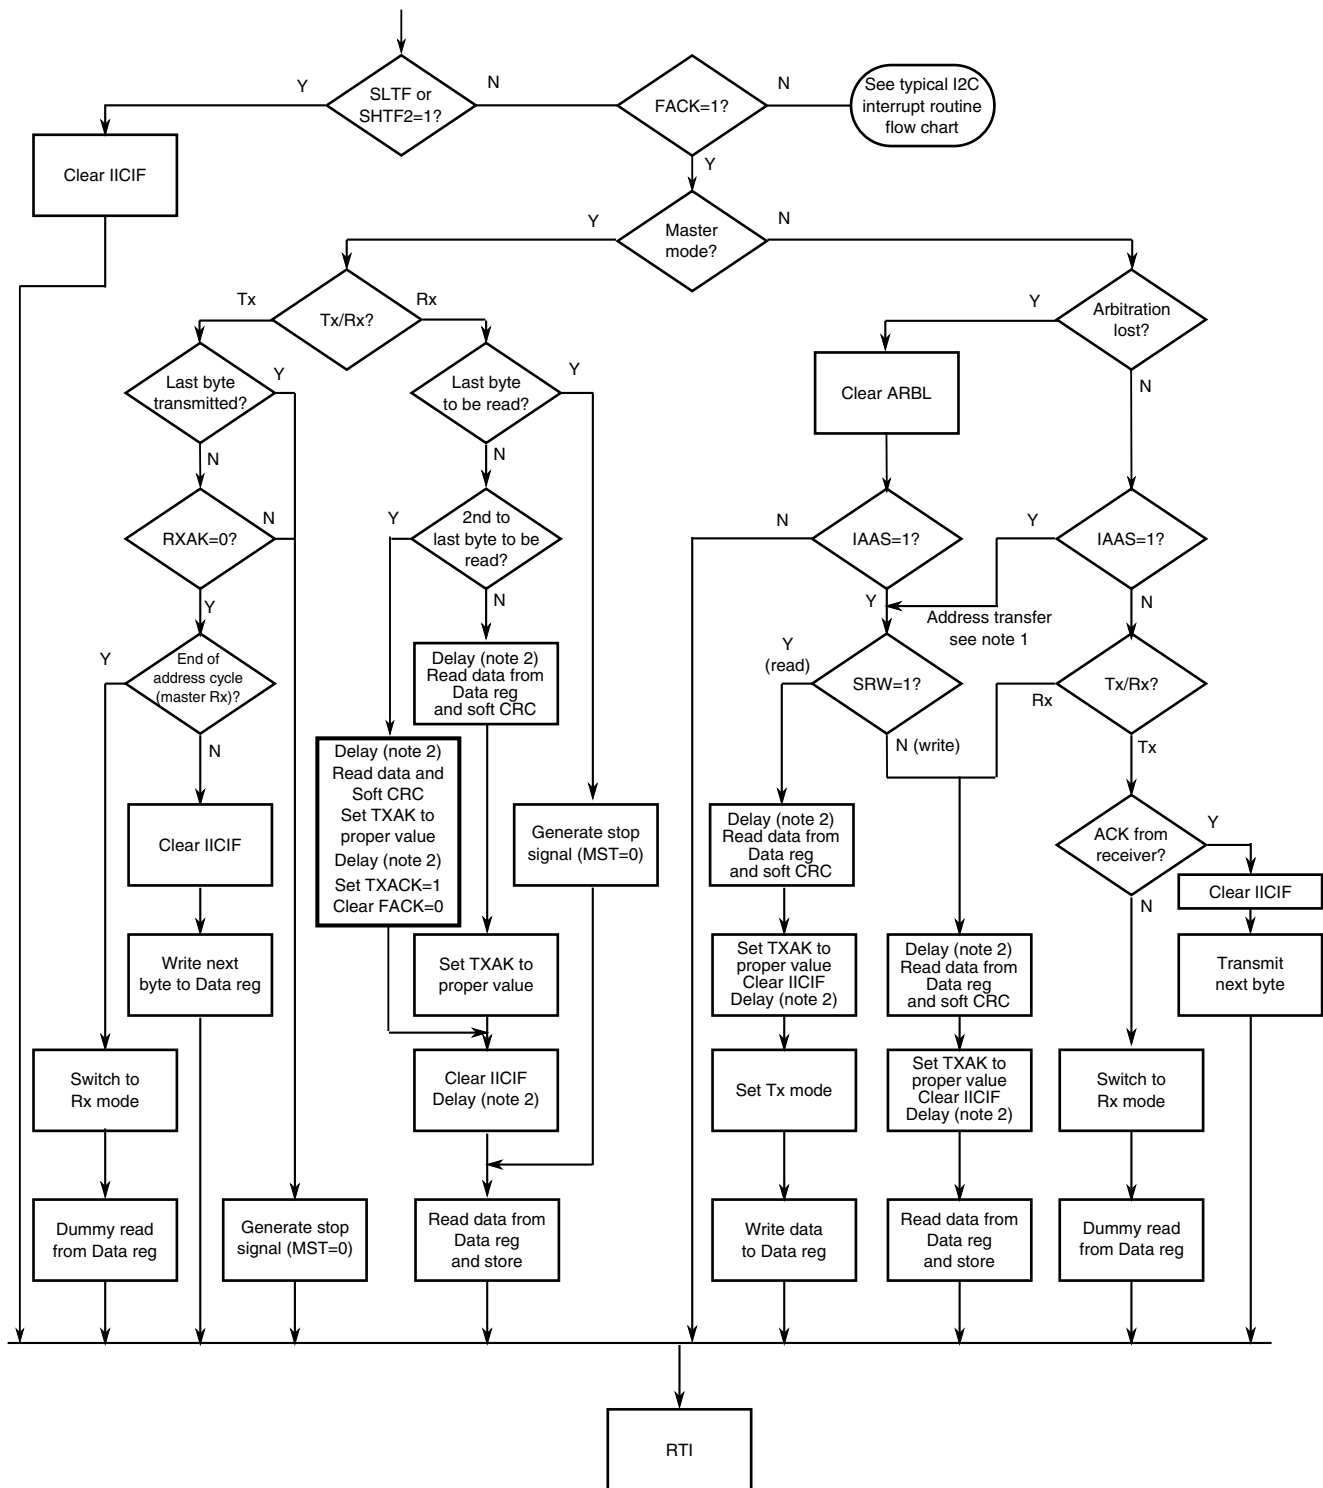 Y
SLTF or
SHTF2=1?
N
FACK=1?
N
See typical I2C
interrupt routine
flow chart
Clear IICIF
Y
Y
Master
mode?
N
Tx
Tx/Rx?
Rx
Y
Arbitration
lost?
N
Last byte
transmitted?
Y
N
Last byte
to be read?
Y
N
Clear ARBL
RXAK=0?
N
Y
Y
2nd to
last byte to be
read?
N
N
IAAS=1?
Y
Y
IAAS=1?
N
Address transfer
see note 1
Y
End of
address cycle
(master Rx)?
N
Delay (note 2)
Read data from
Data reg
and soft CRC
Y
(read)
SRW=1?
N (write)
Rx
Tx/Rx?
Tx
Delay (note 2)
Read data and
Soft CRC
Set TXAK to
proper value
Delay (note 2)
Set TXACK=1
Clear FACK=0
Clear IICIF
Generate stop
signal (MST=0)
Delay (note 2)
Read data from
Data reg
and soft CRC
ACK from
receiver?
Y
N
Clear IICIF
Write next
byte to Data reg
Set TXAK to
proper value
Set TXAK to
proper value
Clear IICIF
Delay (note 2)
Delay (note 2)
Read data from
Data reg
and soft CRC
Transmit
next byte
Switch to
Rx mode
Clear IICIF
Delay (note 2)
Set Tx mode
Set TXAK to
proper value
Clear IICIF
Delay (note 2)
Switch to
Rx mode
Dummy read
from Data reg
Generate stop
signal (MST=0)
Read data from
Data reg
and store
Write data
to Data reg
Read data from
Data reg
and store
Dummy read
from Data reg
RTI